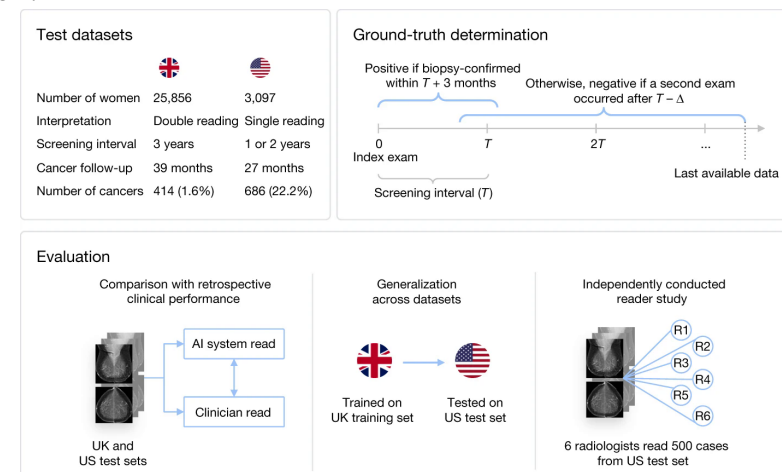 Test datasets
Number of women 25,856 3,097
Interpretation Double reading Single reading
Screening interval 3 years 1 or 2 years
Cancer follow-up 39 months 27 months
Number of cancers 414 (1.6%) 686 (22.2%)
Ground-truth determination
Positive if biopsy-confirmed
within T + 3 months
Otherwise, negative if a second exam
occurred after T – Δ
0 T 2T ...
Index exam
Last available data
Screening interval (T)
Evaluation
Comparison with retrospective
clinical performance
AI system read
Clinician read
UK and
US test sets
Generalization
across datasets
Trained on
UK training set
Tested on
US test set
Independently conducted
reader study
R1
R2
R3
R4
R5
R6
6 radiologists read 500 cases
from US test set